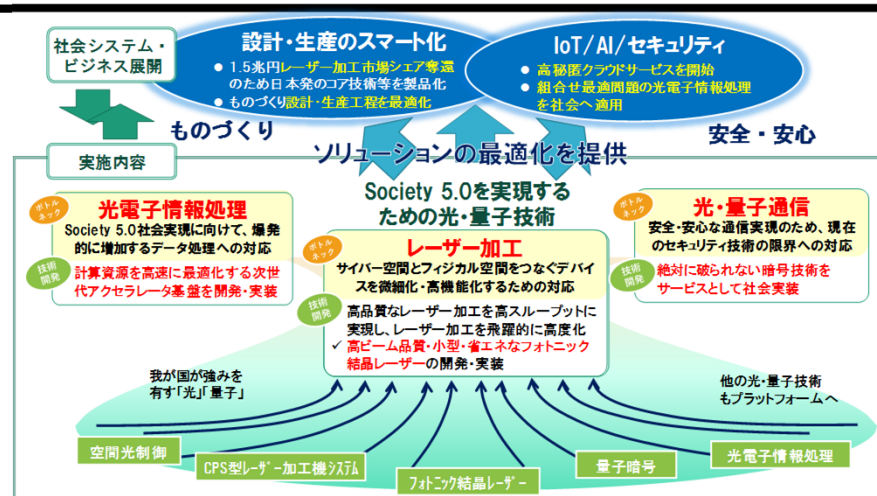 社会システム・
ビジネス展開
設計・生産のスマート化
● 1.5兆円レーザー加工市場シェア奪還
のため日本発のコア技術等を製品化
● ものづくり設計・生産工程を最適化
IoT/AI/セキュリティ
● 高秘匿クラウドサービスを開始
● 組合せ最適問題の光電子情報処理
を社会へ適用
ものづくり
安全・安心
実施内容
ソリューションの最適化を提供
Society 5.0を実現する
ための光・量子技術
ボトル
ネック
光電子情報処理
Society 5.0社会実現に向けて、爆発
的に増加するデータ処理への対応
技術
開発
計算資源を高速に最適化する次世
代アクセラレータ基盤を開発・実装
ボトル
ネック
レーザー加工
サイバー空間とフィジカル空間をつなぐデバイ
スを微細化・高機能化するための対応
技術
開発
高品質なレーザー加工を高スループットに
実現し、レーザー加工を飛躍的に高度化
✓ 高ビーム品質・小型・省エネなフォトニック
結晶レーザーの開発・実装
ボトル
ネック
光・量子通信
安全・安心な通信実現のため、現在
のセキュリティ技術の限界への対応
技術
開発
絶対に破られない暗号技術を
サービスとして社会実装
我が国が強みを
有す「光」「量子」
他の光・量子技術
もプラットフォームへ
空間光制御
CPS型レーザー加工機システム
フォトニック結晶レーザー
量子暗号
光電子情報処理